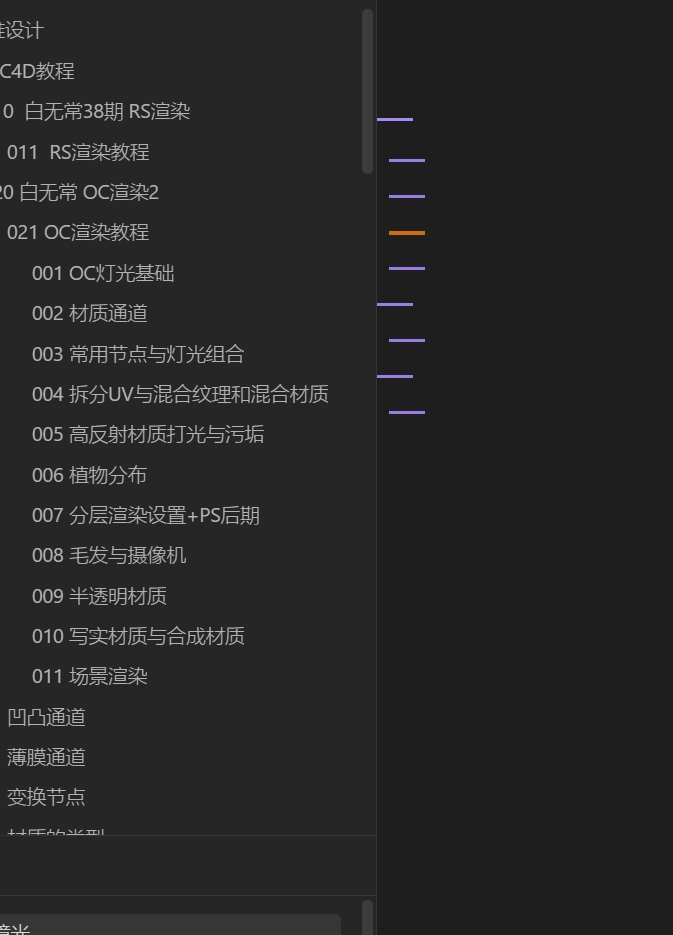 设计
C4D教程
0 白无常38期 RS渲染
011 RS渲染教程
20 白无常 OC渲染2
021 OC渲染教程
001 OC灯光基础
002 材质通道
003 常用节点与灯光组合
004 拆分UV与混合纹理和混合材质
005 高反射材质打光与污垢
006 植物分布
007 分层渲染设置+PS后期
008 毛发与摄像机
009 半透明材质
010 写实材质与合成材质
011 场景渲染
凹凸通道
薄膜通道
变换节点
材质的类型